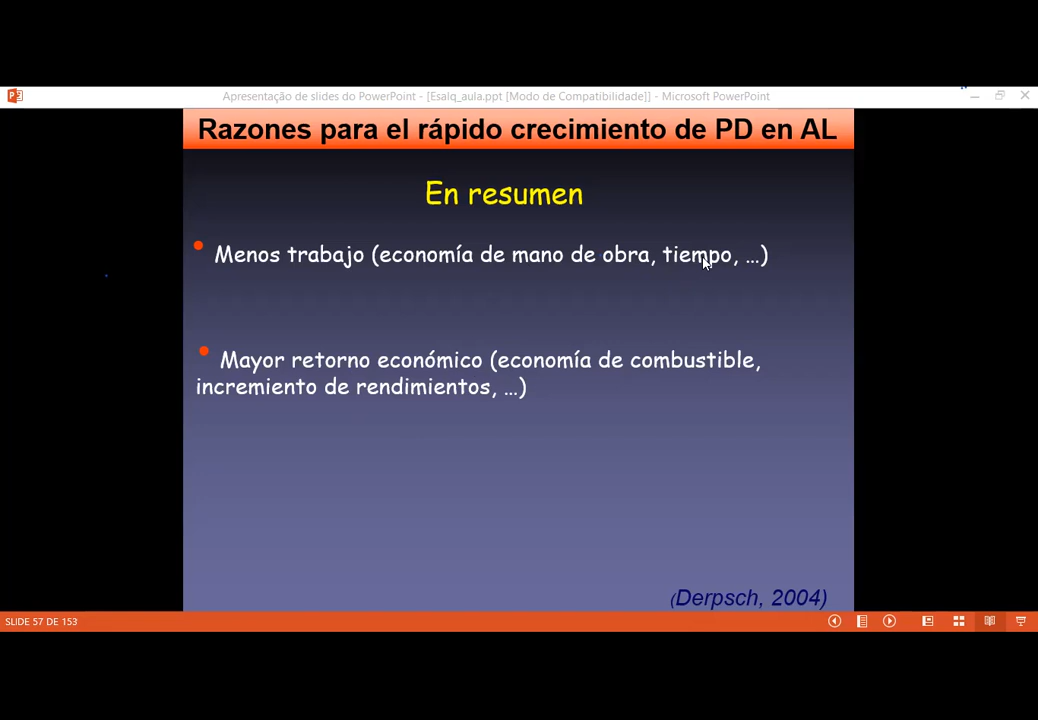 Apresentação de slides do PowerPoint - [Esalq_aula.ppt [Modo de Compatibilidade]] - Microsoft PowerPoint
Razones para el rápido crecimiento de PD en AL
En resumen
• Menos trabajo (economía de mano de obra, tiempo, ...)
• Mayor retorno económico (economía de combustible,
incremiento de rendimientos, ...)
(Derpsch, 2004)
SLIDE 57 DE 153